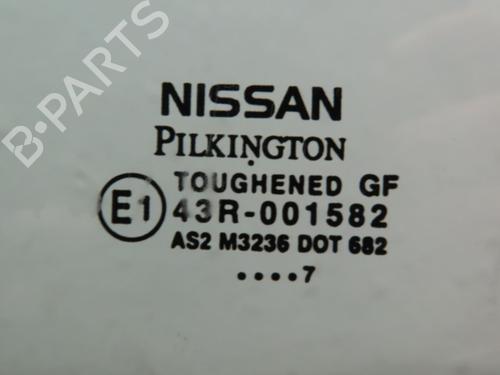 B-PARTS
NISSAN
PILKINGTON
TOUGHENED GF
E1 43R-001582
AS2 M3236 DOT 682
....7